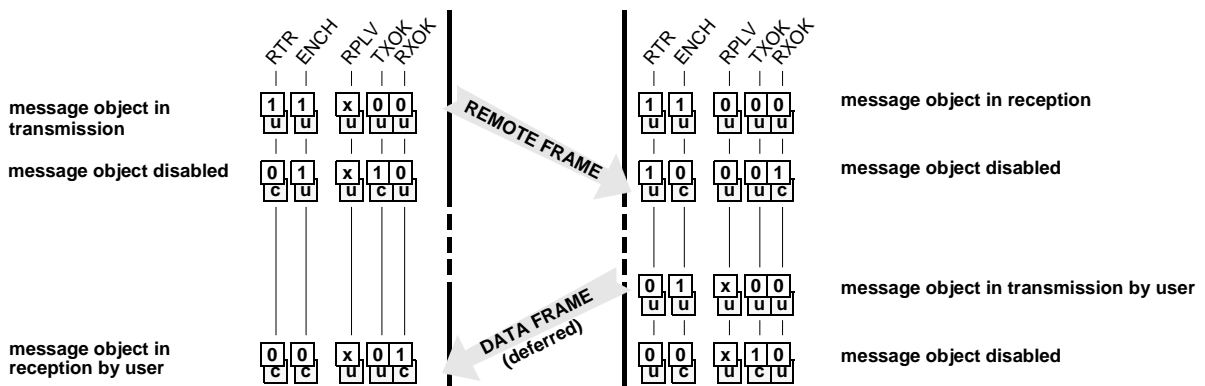 RTR ENCH RPLV TXOK RXOK
RTR ENCH RPLV TXOK RXOK
message object in
transmission
1 1 x 0 0
u u u u u
REMOTE FRAME
1 1 0 0 0
u u u u u
message object in reception
message object disabled
0 1 x 1 0
c u u c u
1 0 0 0 1
u c u u c
message object disabled
0 1 x 0 0
u u u u u
message object in transmission by user
DATA FRAME
(deferred)
message object in
reception by user
0 0 x 0 1
c c u u c
0 0 x 1 0
u c u c u
message object disabled